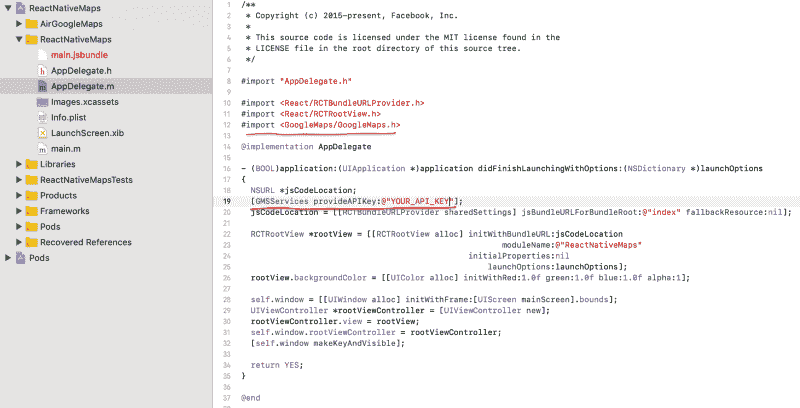 ReactNativeMaps
AirGoogleMaps
ReactNativeMaps
main.jsbundle
AppDelegate.h
AppDelegate.m
Images.xcassets
Info.plist
LaunchScreen.xib
main.m
Libraries
ReactNativeMapsTests
Products
Frameworks
Pods
Recovered References
Pods
1 /**
2 * Copyright (c) 2015-present, Facebook, Inc.
3 *
4 * This source code is licensed under the MIT license found in the
5 * LICENSE file in the root directory of this source tree.
6 */
7
8 #import "AppDelegate.h"
9
10 #import <React/RCTBundleURLProvider.h>
11 #import <React/RCTRootView.h>
12 #import <GoogleMaps/GoogleMaps.h>
13
14 @implementation AppDelegate
15
16 - (BOOL)application:(UIApplication *)application didFinishLaunchingWithOptions:(NSDictionary *)launchOptions
17 {
18 NSURL *jsCodeLocation;
19 [GMSServices provideAPIKey:@"YOUR_API_KEY"];
20 jsCodeLocation = [[RCTBundleURLProvider sharedSettings] jsBundleURLForBundleRoot:@"index" fallbackResource:nil];
21
22 RCTRootView *rootView = [[RCTRootView alloc] initWithBundleURL:jsCodeLocation
23 moduleName:@"ReactNativeMaps"
24 initialProperties:nil
25 launchOptions:launchOptions];
26 rootView.backgroundColor = [[UIColor alloc] initWithRed:1.0f green:1.0f blue:1.0f alpha:1];
27
28 self.window = [[UIWindow alloc] initWithFrame:[UIScreen mainScreen].bounds];
29 UIViewController *rootViewController = [UIViewController new];
30 rootViewController.view = rootView;
31 self.window.rootViewController = rootViewController;
32 [self.window makeKeyAndVisible];
33
34 return YES;
35 }
36
@end
37